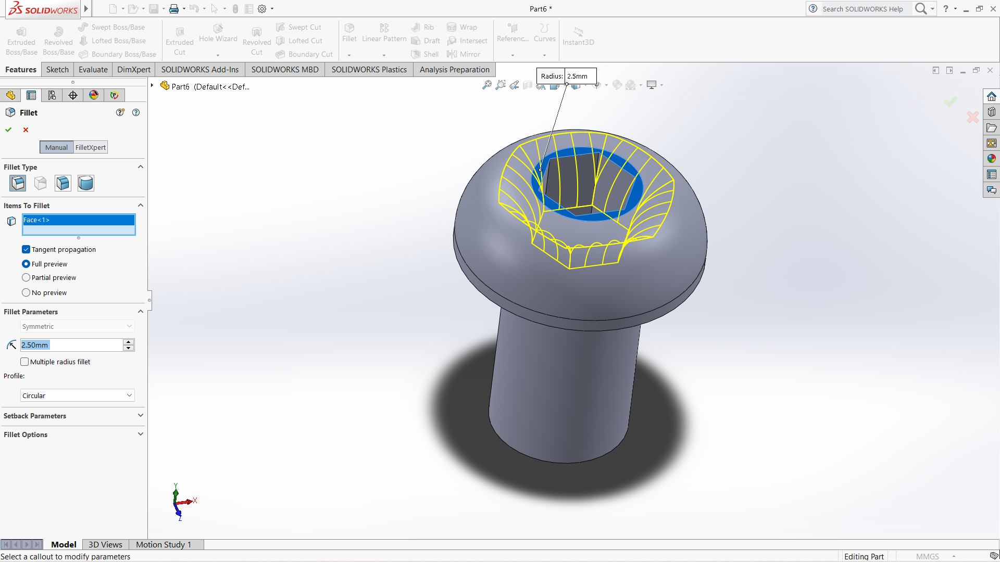 SOLIDWORKS
Part6 *
Search SOLIDWORKS Help
Extruded Boss/Base
Revolved Boss/Base
Swept Boss/Base
Lofted Boss/Base
Boundary Boss/Base
Extruded Cut
Hole Wizard
Revolved Cut
Swept Cut
Lofted Cut
Boundary Cut
Fillet
Linear Pattern
Rib
Draft
Shell
Wrap
Intersect
Mirror
Referenc...
Curves
Instant3D
Features
Sketch
Evaluate
DimXpert
SOLIDWORKS Add-Ins
SOLIDWORKS MBD
SOLIDWORKS Plastics
Analysis Preparation
Radius: 2.5mm
Part6 (Default<<Def...
Fillet
Manual
FilletXpert
Fillet Type
Items To Fillet
Face<1>
Tangent propagation
Full preview
Partial preview
No preview
Fillet Parameters
Symmetric
2.50mm
Multiple radius fillet
Profile:
Circular
Setback Parameters
Fillet Options
Y
X
Z
Model
3D Views
Motion Study 1
Select a callout to modify parameters
Editing Part
MMGS